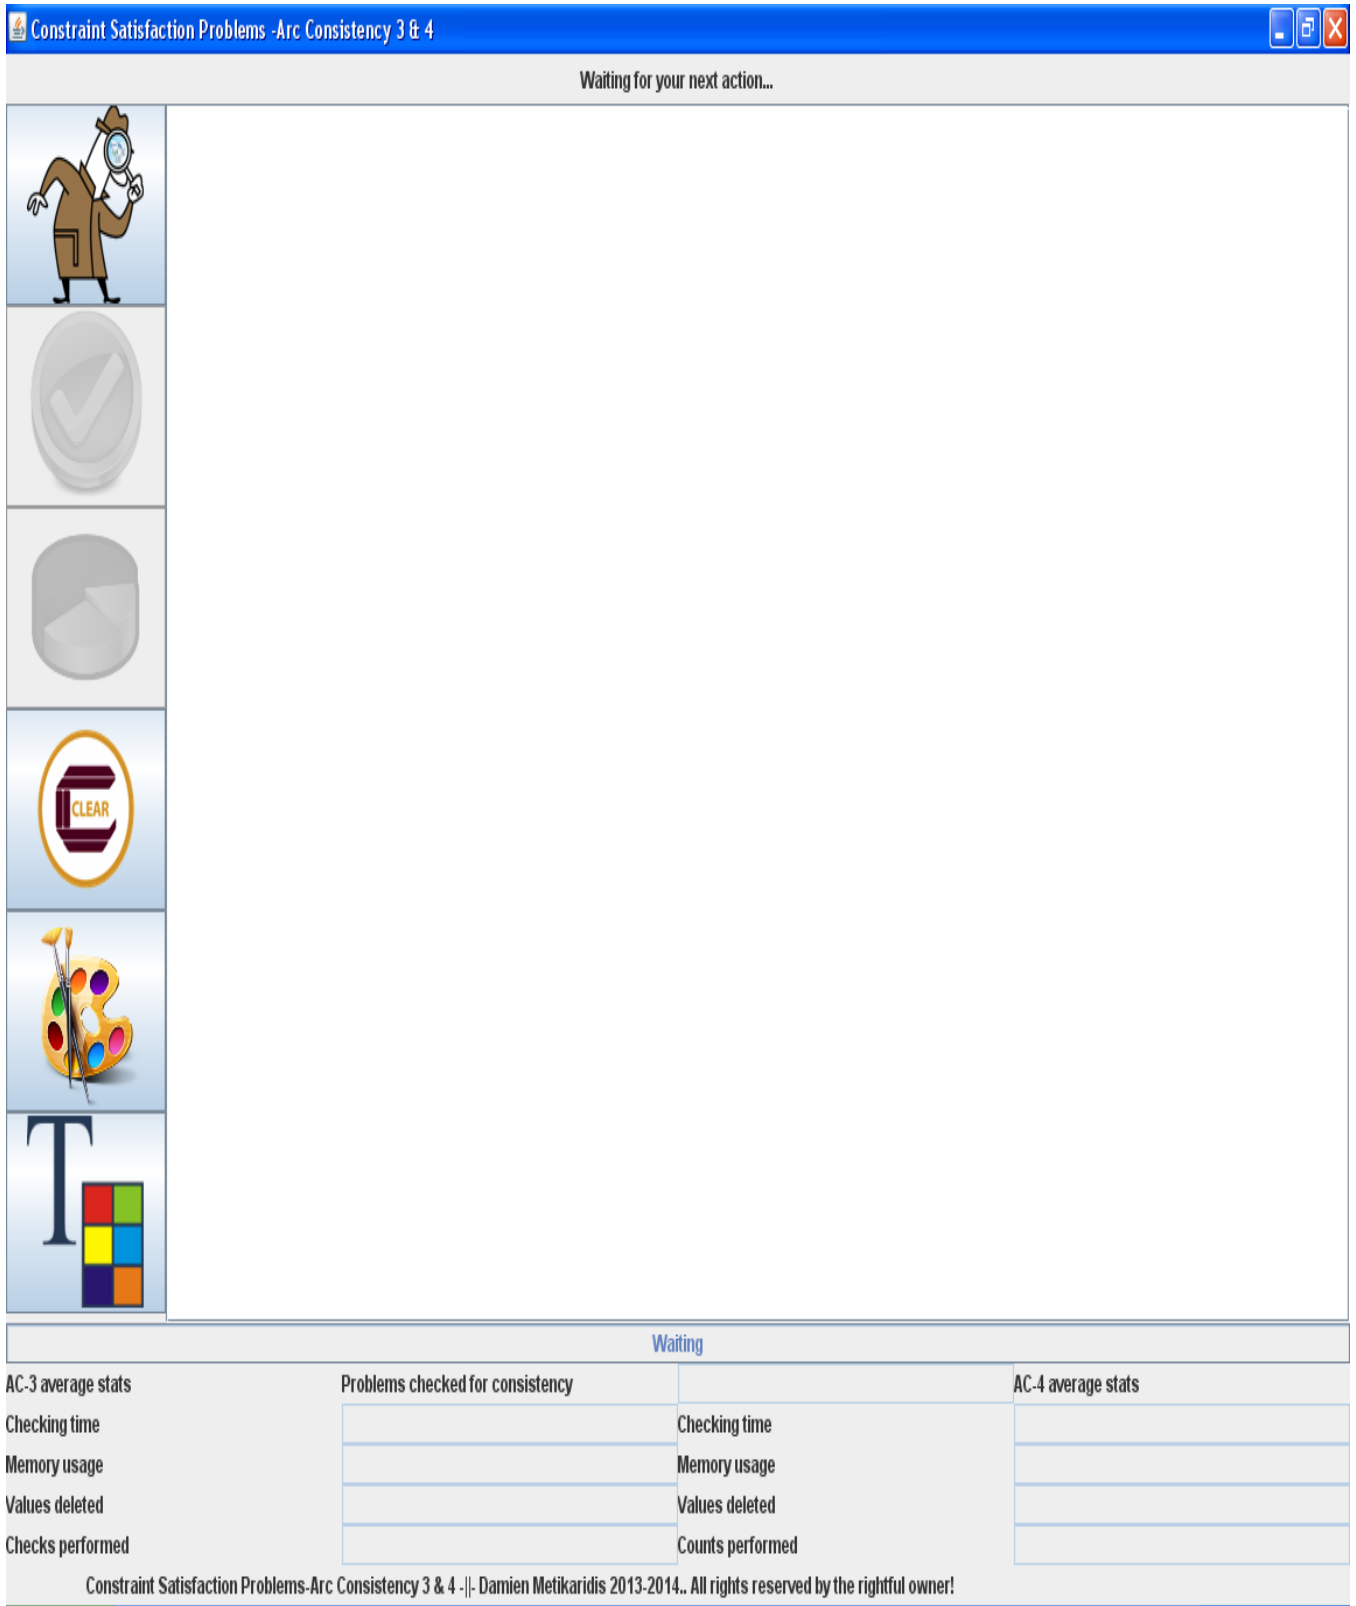 Constraint Satisfaction Problems -Arc Consistency 3 & 4
Waiting for your next action...
CLEAR
T
Waiting
AC-3 average stats Problems checked for consistency AC-4 average stats
Checking time Checking time
Memory usage Memory usage
Values deleted Values deleted
Checks performed Counts performed
Constraint Satisfaction Problems-Arc Consistency 3 & 4 -||- Damien Metikaridis 2013-2014.. All rights reserved by the rightful owner!